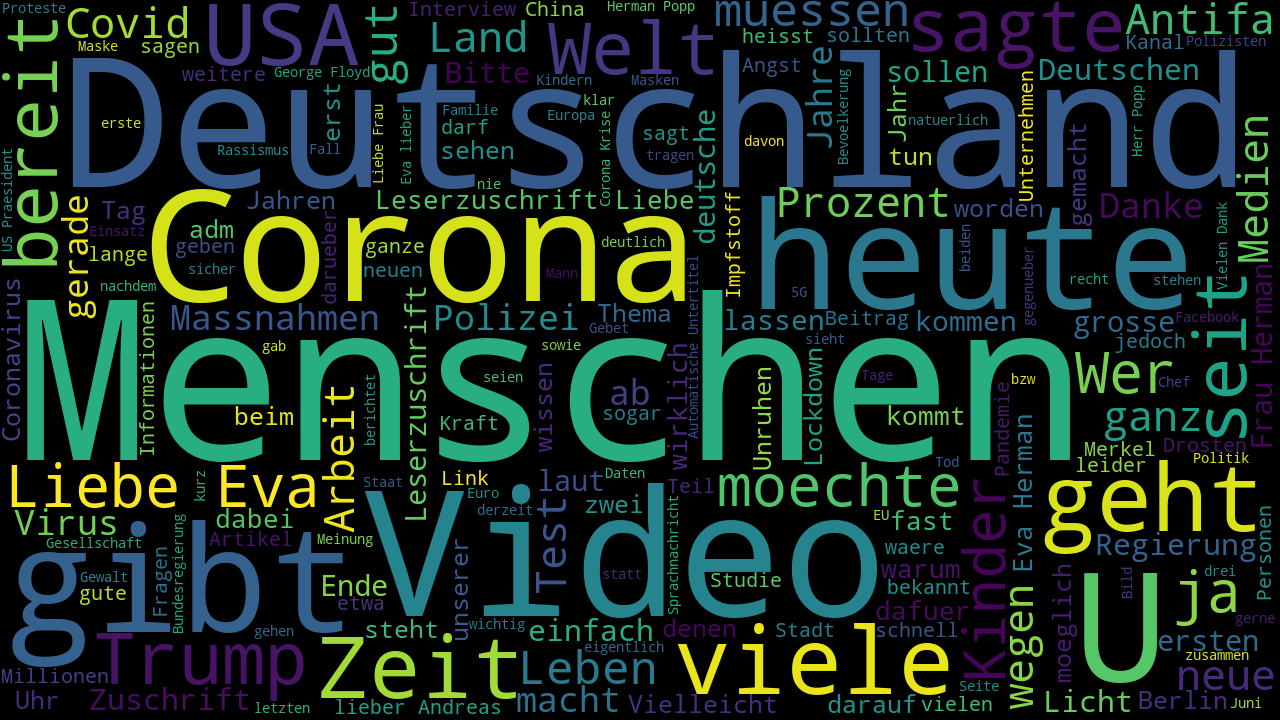 Proteste
Covid
USA
gut
Interview
China
Herman Popp
muessen
sagte
Antifa
Maske
sagen
Land
Welt
heisst
sollten
Kanal
Polizisten
bereit
weitere
George Floyd
Bitte
Kindern
Masken
Angst
Jahre
sollen
Deutschen
Deutschland
erste
Rassismus
Fall
erst
Liebe Frau
Eva lieber
Familie
darf
sehen
klar
Europa
Corona Krise
sagt
tragen
deutsche
davon
Bevoelkerung
Jahr
natuerlich
tun
Unternehmen
gemacht
Herr Popp
Medien
US Praesident
gerade
Tag
Einsatz
lange
nachdem
Jahren
adm
geben
sicher
darueber
Corona
ganze
neuen
Leserzuschrift
Liebe
nie
deutlich
Mann
Impfstoff
Prozent
worden
Danke
heute
beiden
5G
gegenueber
recht
stehen
Vielen Dank
Coronavirus
Informationen
Massnahmen
gab
beim
berichtet
Leserzuschrift
Polizei
Thema
Gebet
Automatische Untertitel
lassen
Beitrag
kommen
grosse
Facebook
jedoch
seit
Frau Herman
Menschen
sowie
seien
Kraft
wissen
ab
sogar
wirklich
sieht
Unruhen
Lockdown
Tage
kommt
bzw
Pandemie
Eva Herman
Wer
Chef
ganz
Merkel
Drosten
leider
Politik
Liebe Eva
kurz
Arbeit
Staat
Link
Euro
derzeit
laut
Daten
zwei
Teil
moechte
Tod
EU
fast
Kinder
geht
Virus
Gesellschaft
dabei
Artikel
Meinung
Video
Test
Sprachnachricht
waere
warum
bekannt
Regierung
Personen
gibt
Gewalt
gute
Fragen
Bundesregierung
Ende
etwa
unserer
statt
Studie
dafuer
wegen
moeglich
Bild
drei
ja
U
gerne
gehen
steht
wichtig
einfach
eigentlich
denen
Stadt
schnell
ersten
zusammen
Millionen
Trump
Zeit
Leben
viele
Seite
neue
Uhr
Zuschrift
letzten
lieber Andreas
macht
Vielleicht
darauf
vielen
Licht
Berlin
Juni